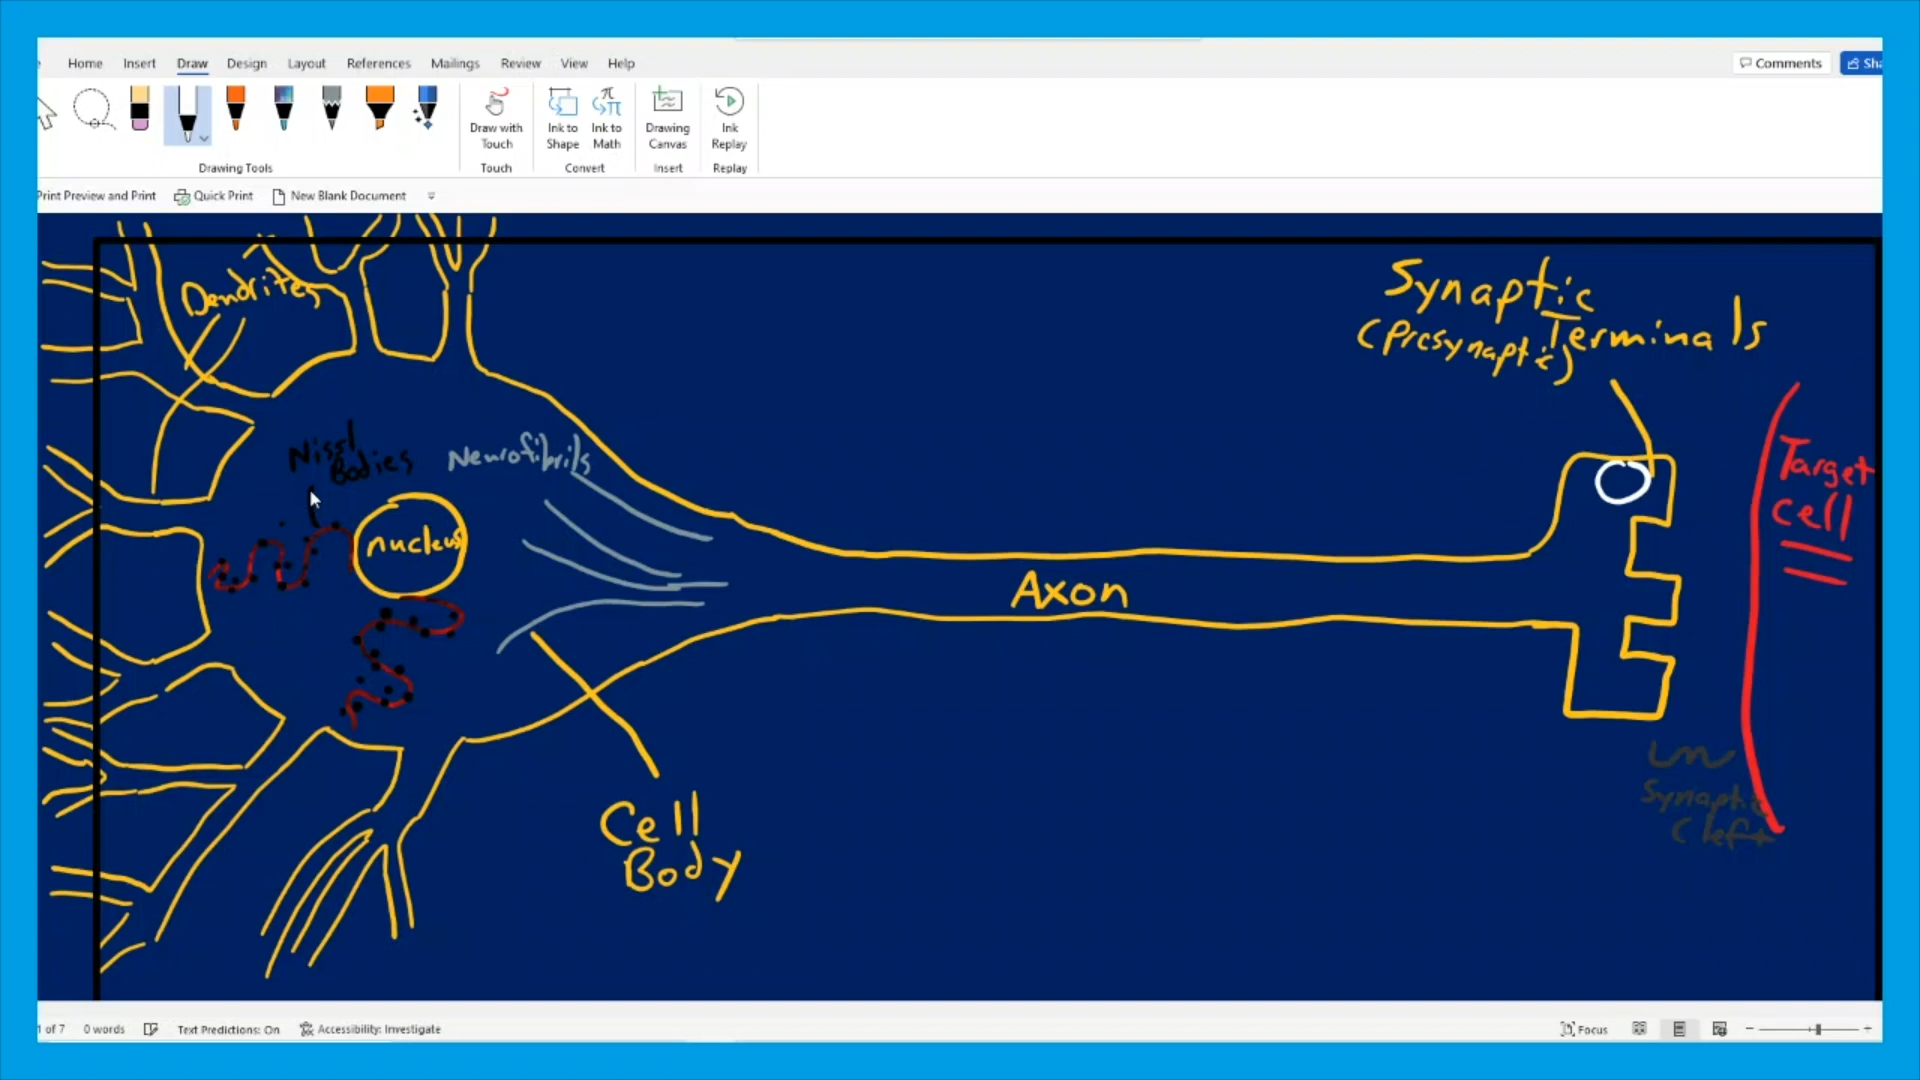 Home Insert Draw Design Layout References Mailings Review View Help
Comments Sha
Draw with Touch
Ink to Shape
Ink to Math
Drawing Canvas
Ink Replay
Drawing Tools Touch Convert Insert Replay
Print Preview and Print Quick Print New Blank Document
Dendrites
Synaptic
Terminals
(Presynaptic)
Nissl
Bodies
Neurofibrils
nucleus
Target
cell
Axon
Synaptic
Cleft
Cell
Body
1 of 7 0 words Text Predictions: On Accessibility: Investigate Focus